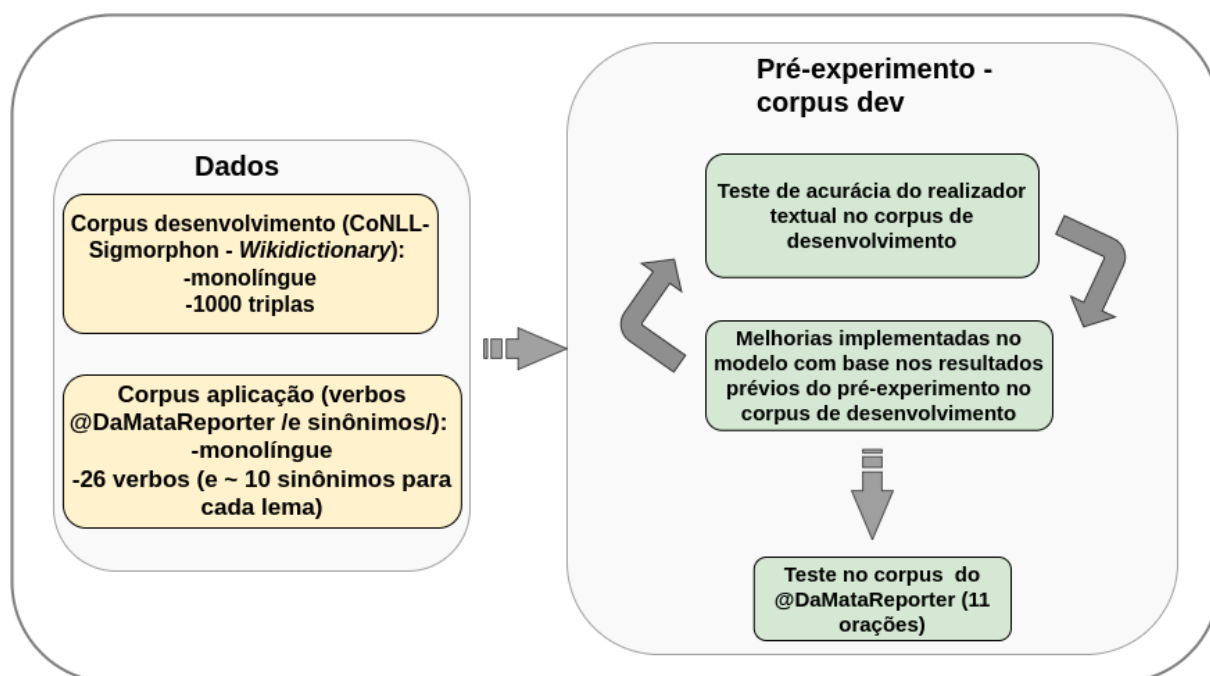 Dados
Corpus desenvolvimento (CoNLL-
Sigmorphon - Wikidictionary):
-monolíngue
-1000 triplas
Corpus aplicação (verbos
@DaMataReporter /e sinônimos/):
-monolíngue
-26 verbos (e ~ 10 sinônimos para
cada lema)
Pré-experimento -
corpus dev
Teste de acurácia do realizador
textual no corpus de
desenvolvimento
Melhorias implementadas no
modelo com base nos resultados
prévios do pré-experimento no
corpus de desenvolvimento
Teste no corpus do
@DaMataReporter (11
orações)